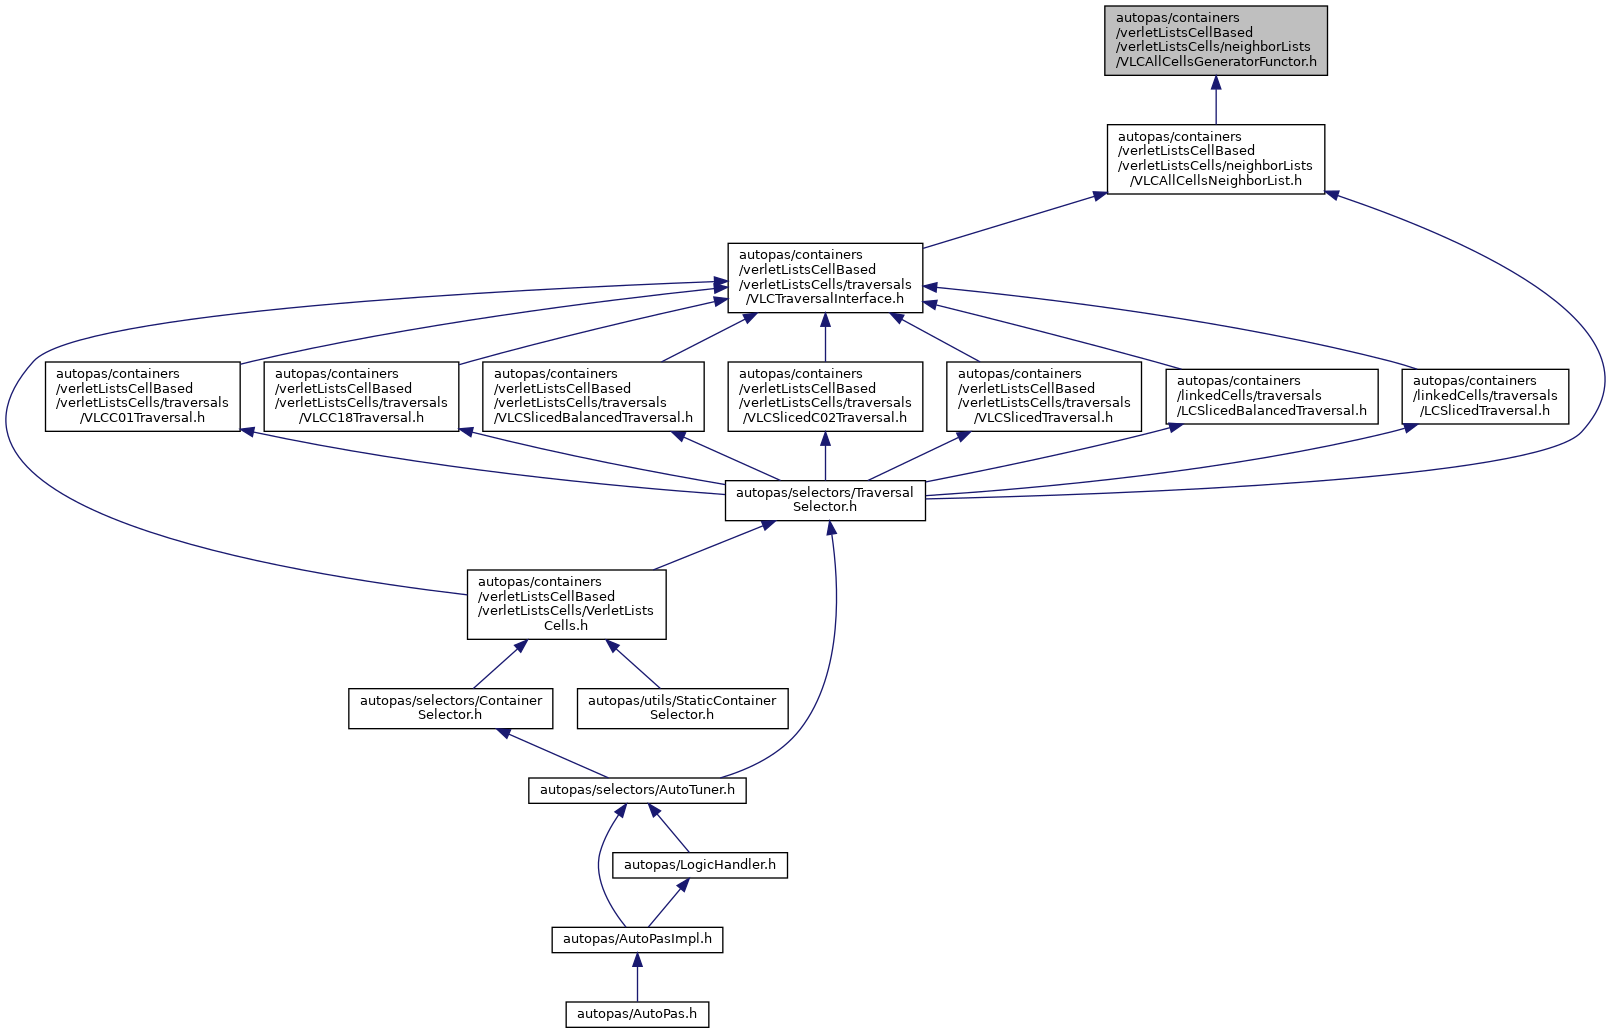 autopas/containers
/verletListsCellBased
/verletListsCells/neighborLists
/VLCAllCellsGeneratorFunctor.h
autopas/containers
/verletListsCellBased
/verletListsCells/neighborLists
/VLCAllCellsNeighborList.h
autopas/containers
/verletListsCellBased
/verletListsCells/traversals
/VLCTraversalInterface.h
autopas/containers
/verletListsCellBased
/verletListsCells/traversals
/VLCC01Traversal.h
autopas/containers
/verletListsCellBased
/verletListsCells/traversals
/VLCC18Traversal.h
autopas/containers
/verletListsCellBased
/verletListsCells/traversals
/VLCSlicedBalancedTraversal.h
autopas/containers
/verletListsCellBased
/verletListsCells/traversals
/VLCSlicedC02Traversal.h
autopas/containers
/verletListsCellBased
/verletListsCells/traversals
/VLCSlicedTraversal.h
autopas/containers
/linkedCells/traversals
/LCSlicedBalancedTraversal.h
autopas/containers
/linkedCells/traversals
/LCSlicedTraversal.h
autopas/selectors/Traversal
Selector.h
autopas/containers
/verletListsCellBased
/verletListsCells/VerletLists
Cells.h
autopas/selectors/Container
Selector.h
autopas/utils/StaticContainer
Selector.h
autopas/selectors/AutoTuner.h
autopas/LogicHandler.h
autopas/AutoPasImpl.h
autopas/AutoPas.h